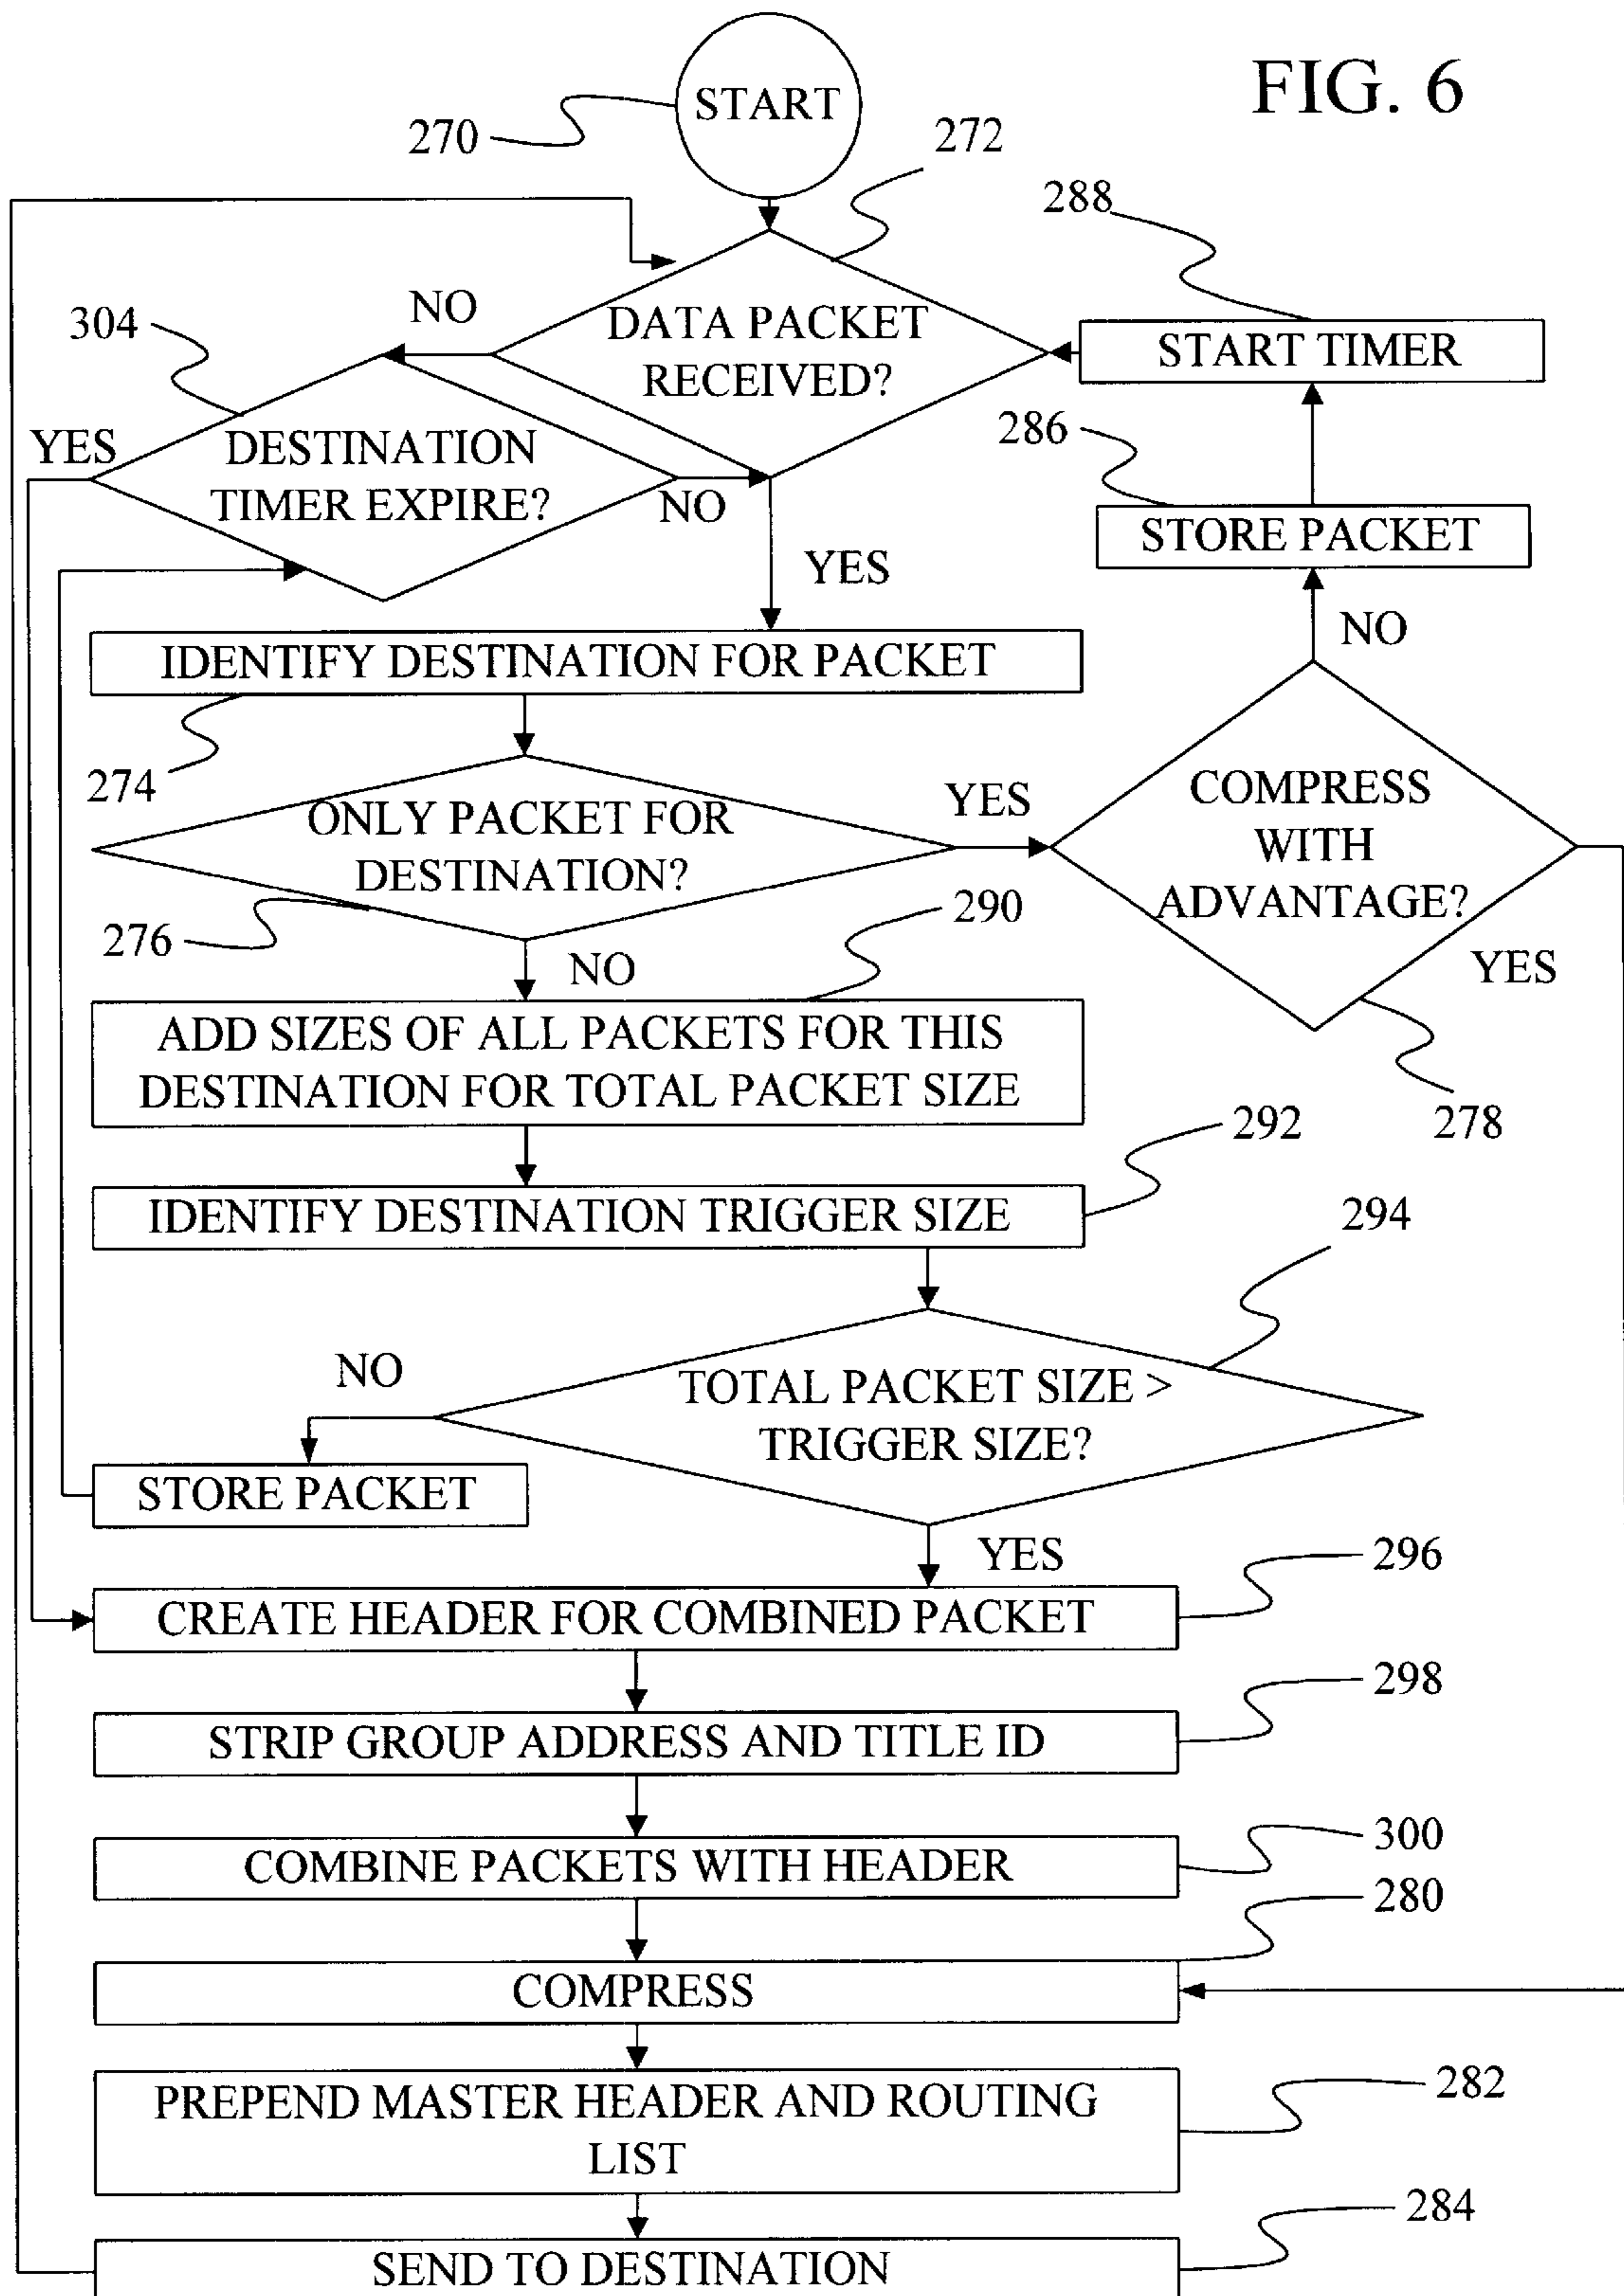 FIG. 6
START
270
272
288
NO
304
DATA PACKET
RECEIVED?
START TIMER
YES
DESTINATION
TIMER EXPIRE?
NO
286
STORE PACKET
YES
NO
IDENTIFY DESTINATION FOR PACKET
274
ONLY PACKET FOR
DESTINATION?
YES
COMPRESS
WITH
ADVANTAGE?
276
290
NO
YES
ADD SIZES OF ALL PACKETS FOR THIS
DESTINATION FOR TOTAL PACKET SIZE
278
292
IDENTIFY DESTINATION TRIGGER SIZE
294
NO
TOTAL PACKET SIZE >
TRIGGER SIZE?
STORE PACKET
YES
296
CREATE HEADER FOR COMBINED PACKET
298
STRIP GROUP ADDRESS AND TITLE ID
300
COMBINE PACKETS WITH HEADER
280
COMPRESS
282
PREPEND MASTER HEADER AND ROUTING
LIST
284
SEND TO DESTINATION